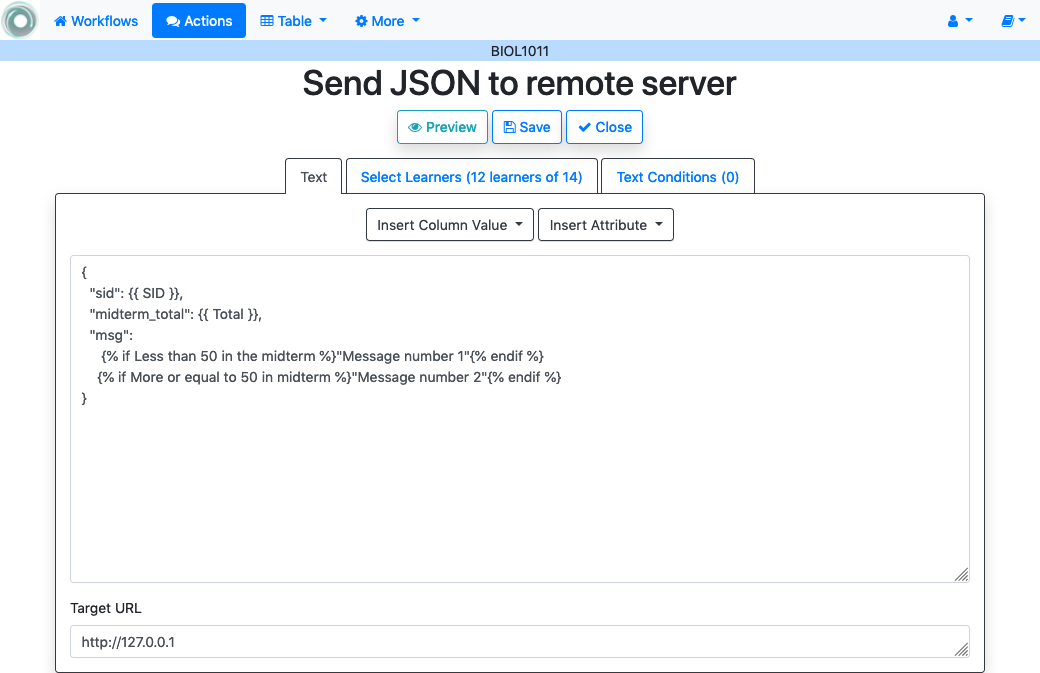 Workflows Actions Table More
BIOL1011
Send JSON to remote server
Preview Save Close
Text Select Learners (12 learners of 14) Text Conditions (0)
Insert Column Value Insert Attribute
{
"sid": {{ SID }},
"midterm_total": {{ Total }},
"msg":
{% if Less than 50 in the midterm %}"Message number 1"{% endif %}
{% if More or equal to 50 in midterm %}"Message number 2"{% endif %}
}
Target URL
http://127.0.0.1